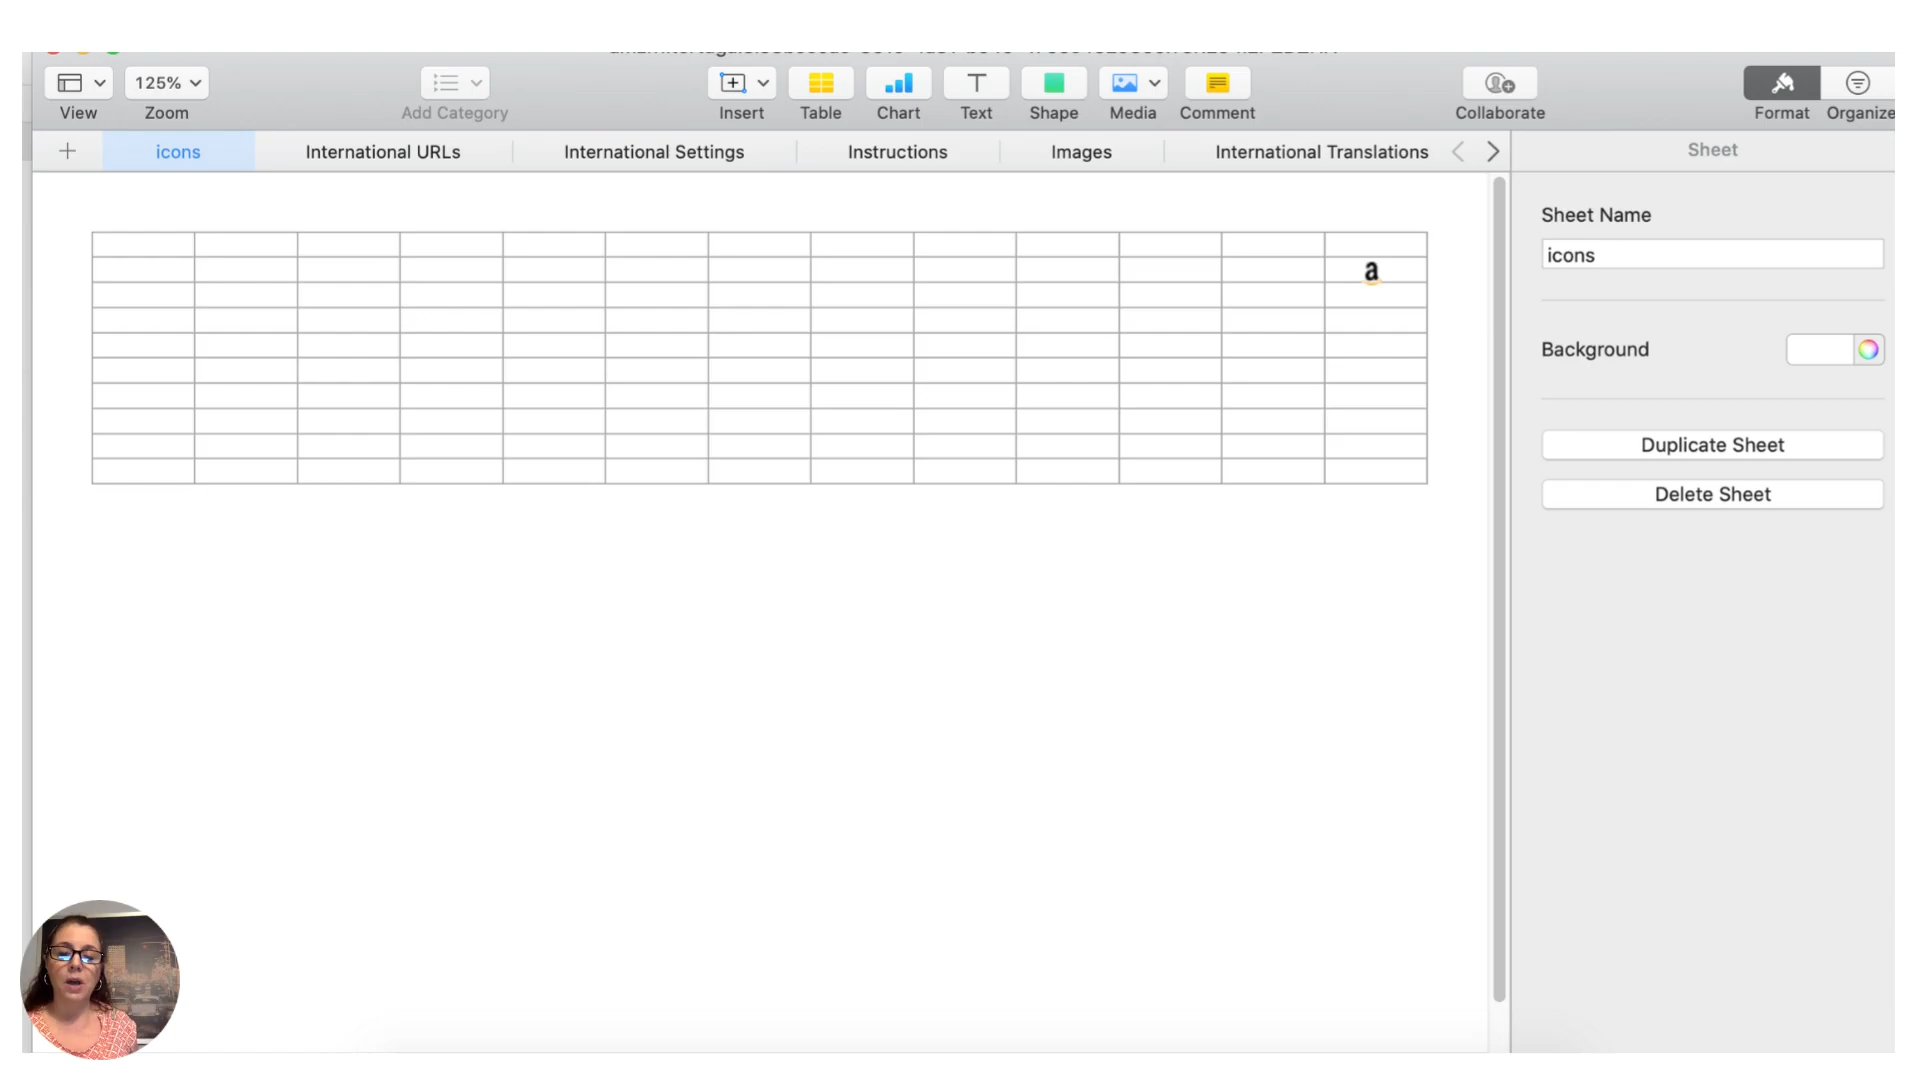 125%
View
Zoom
Add Category
Insert
Table
Chart
Text
Shape
Media
Comment
Collaborate
Format
Organize
icons
International URLs
International Settings
Instructions
Images
International Translations
Sheet
a
Sheet Name
icons
Background
Duplicate Sheet
Delete Sheet